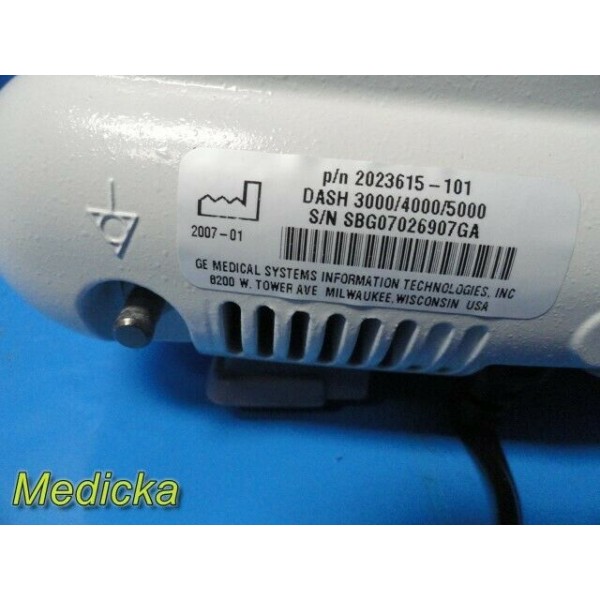 p/n 2023615-101
DASH 3000/4000/5000
S/N SBG07026907GA
2007-01
GE MEDICAL SYSTEMS INFORMATION TECHNOLOGIES, INC
8200 W. TOWER AVE MILWAUKEE, WISCONSIN USA
Medicka